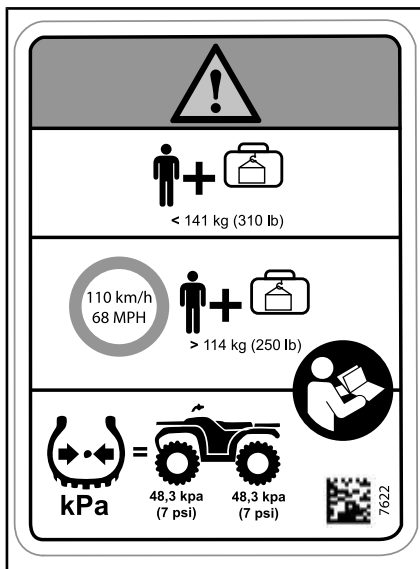 !
+
< 141 kg (310 lb)
110 km/h
68 MPH
+
> 114 kg (250 lb)
=
kPa
48,3 kpa
(7 psi)
48,3 kpa
(7 psi)
7622